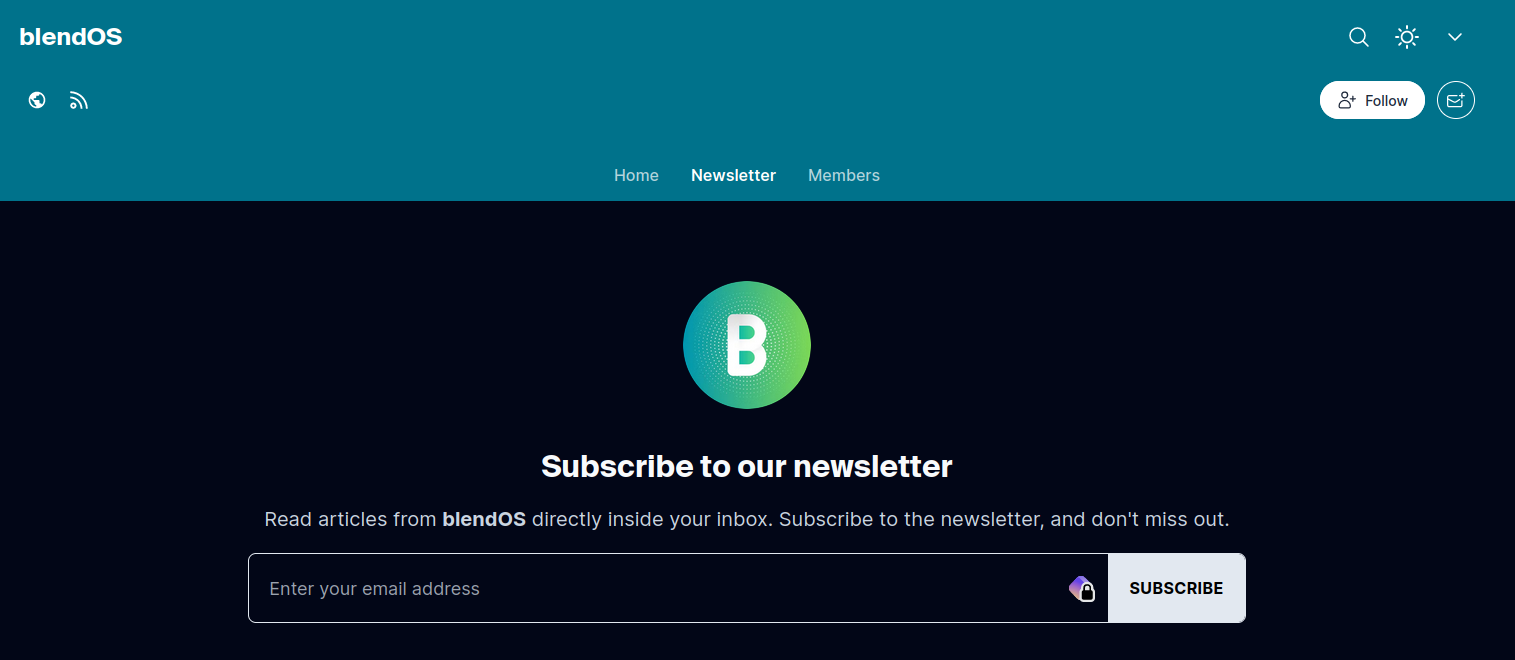 blendOS
Follow
Home Newsletter Members
B
Subscribe to our newsletter
Read articles from blendOS directly inside your inbox. Subscribe to the newsletter, and don't miss out.
Enter your email address
SUBSCRIBE